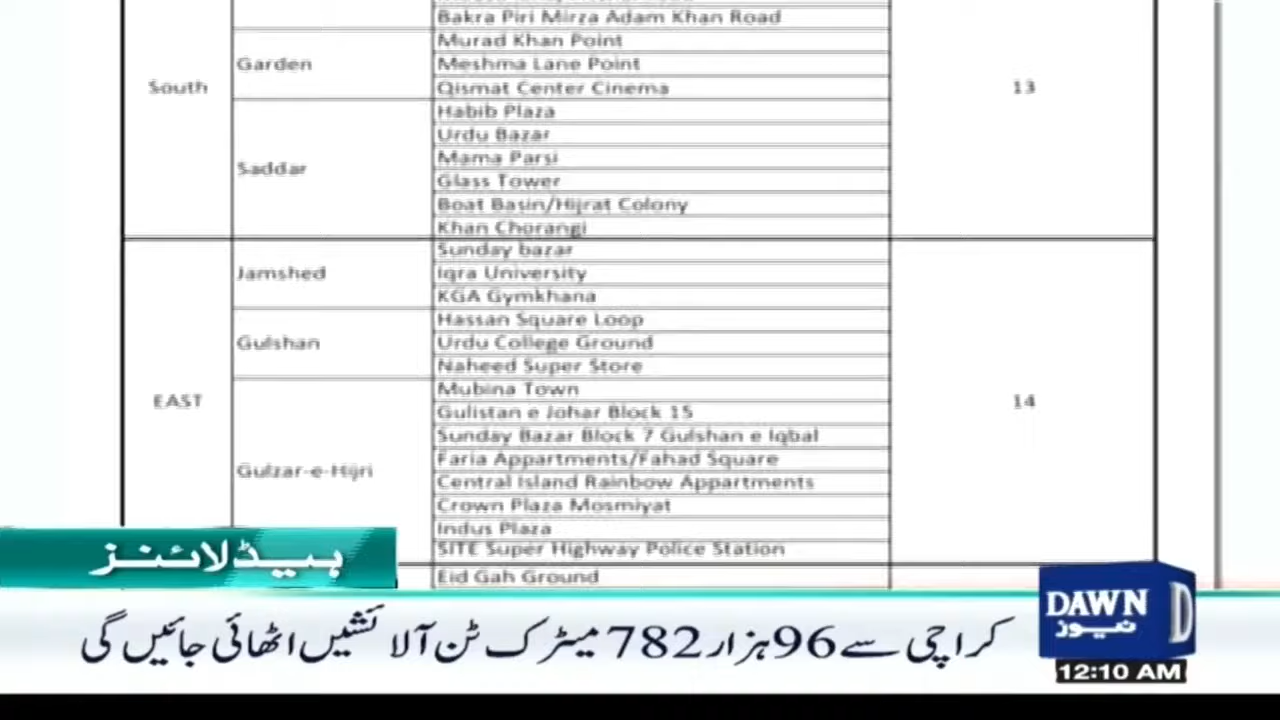 Bakra Piri Mirza Adam Khan Road
Murad Khan Point
Garden
Meshma Lane Point
South
Qismat Center Cinema
13
Habib Plaza
Urdu Bazar
Mama Parsi
Saddar
Glass Tower
Boat Basin/Hijrat Colony
Khan Chorangi
Sunday bazar
Jamshed
Iqra University
KGA Gymkhana
Hassan Square Loop
Gulshan
Urdu College Ground
Naheed Super Store
Mubina Town
EAST
14
Gulistan e Johar Block 15
Sunday Bazar Block 7 Gulshan e Iqbal
Faria Appartments/Fahad Square
Gulzar-e-Hijri
Central Island Rainbow Appartments
Crown Plaza Mosmiyat
Indus Plaza
SITE Super Highway Police Station
Eid Gah Ground
ہیڈلائنز
کراچی سے 96 ہزار 782 میٹرک ٹن آلائشیں اٹھائی جائیں گی
DAWN
نیوز
12:10 AM